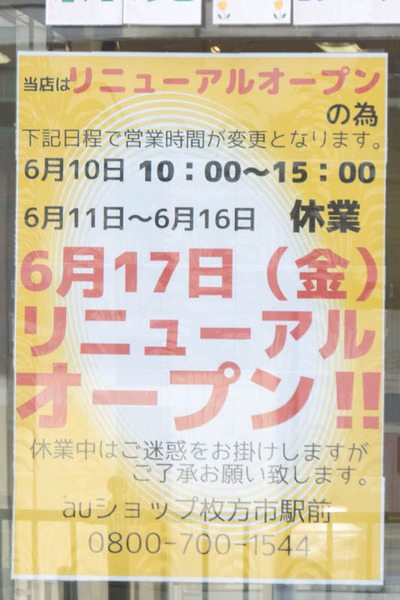 当店はリニューアルオープン
の為
下記日程で営業時間が変更となります。
6月10日 10：00〜15：00
6月11日〜6月16日 休業
6月17日（金）
リニューアル
オープン!!
休業中はご迷惑をお掛けしますが
ご了承お願い致します。
auショップ枚方市駅前
0800-700-1544